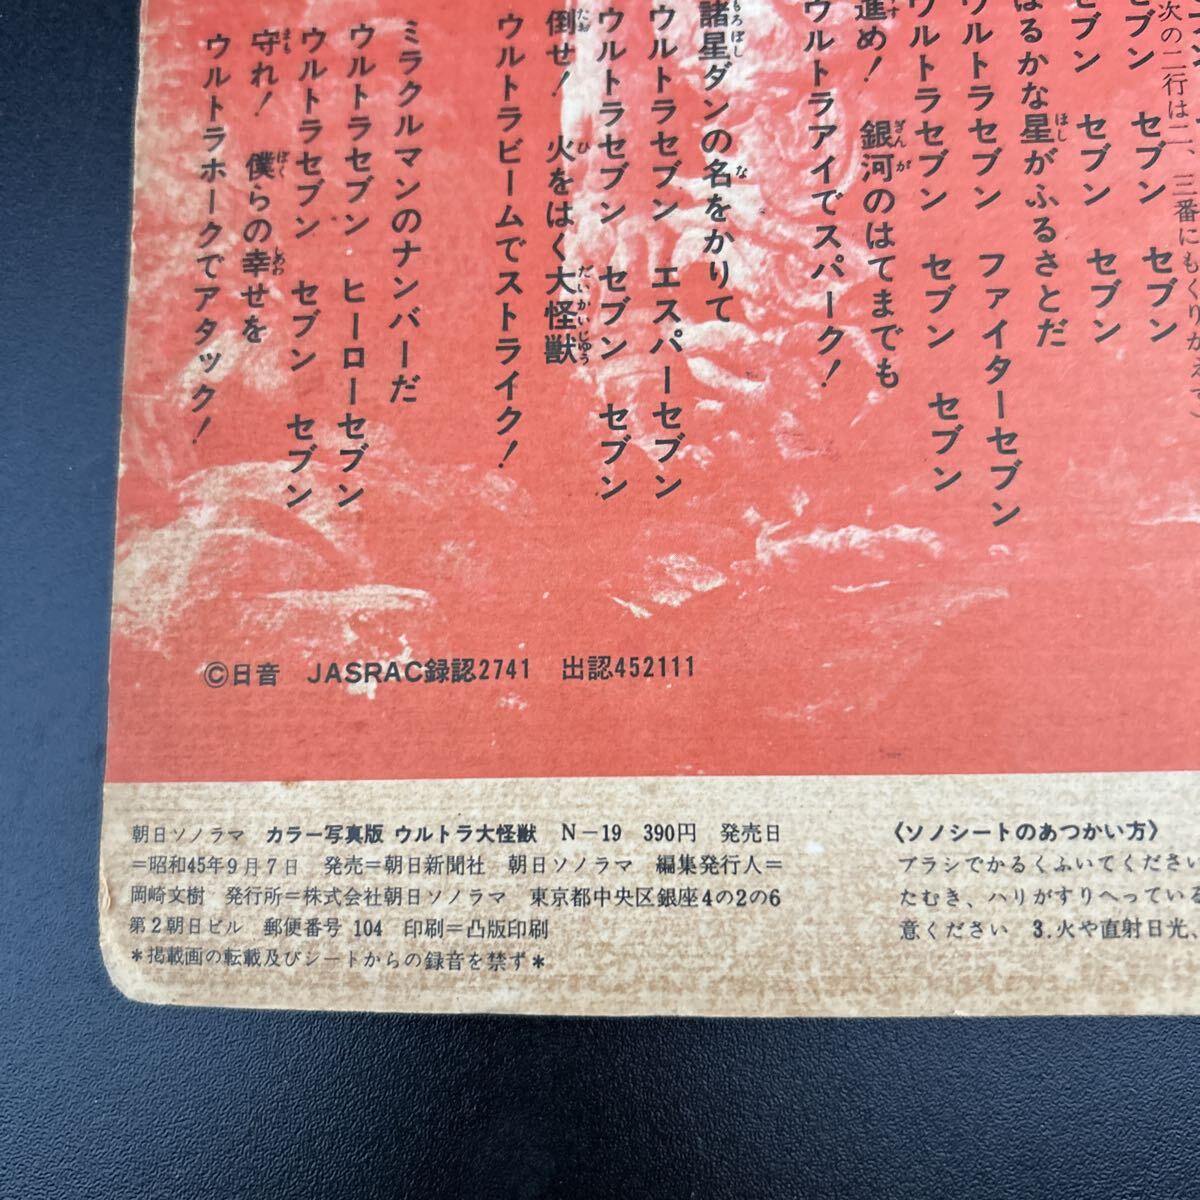 次の二行は二、三番にもくりかえす
セブン　セブン　セブン
セブン　セブン　セブン
はるかな星がふるさとだ
ウルトラセブン　ファイターセブン
ウルトラセブン　セブン　セブン
進め！　銀河のはてまでも
ウルトラアイでスパーク！
諸星ダンの名をかりて
ウルトラセブン　エスパーセブン
ウルトラセブン　セブン　セブン
倒せ！　火をはく大怪獣
ウルトラビームでストライク！
ミラクルマンのナンバーだ
ウルトラセブン　ヒーローセブン
ウルトラセブン　セブン　セブン
守れ！　僕らの幸せを
ウルトラホークでアタック！
©日音　JASRAC録認2741　出認452111
朝日ソノラマ　カラー写真版 ウルトラ大怪獣　N－19　390円　発売日
＝昭和45年9月7日　発売＝朝日新聞社　朝日ソノラマ　編集発行人＝
岡崎文樹　発行所＝株式会社朝日ソノラマ　東京都中央区銀座4の2の6
第2朝日ビル　郵便番号 104　印刷＝凸版印刷
＊掲載画の転載及びシートからの録音を禁ず＊
《ソノシートのあつかい方》
ブラシでかるくふいてください
たむき、ハリがすりへっている
意ください　3.火や直射日光、